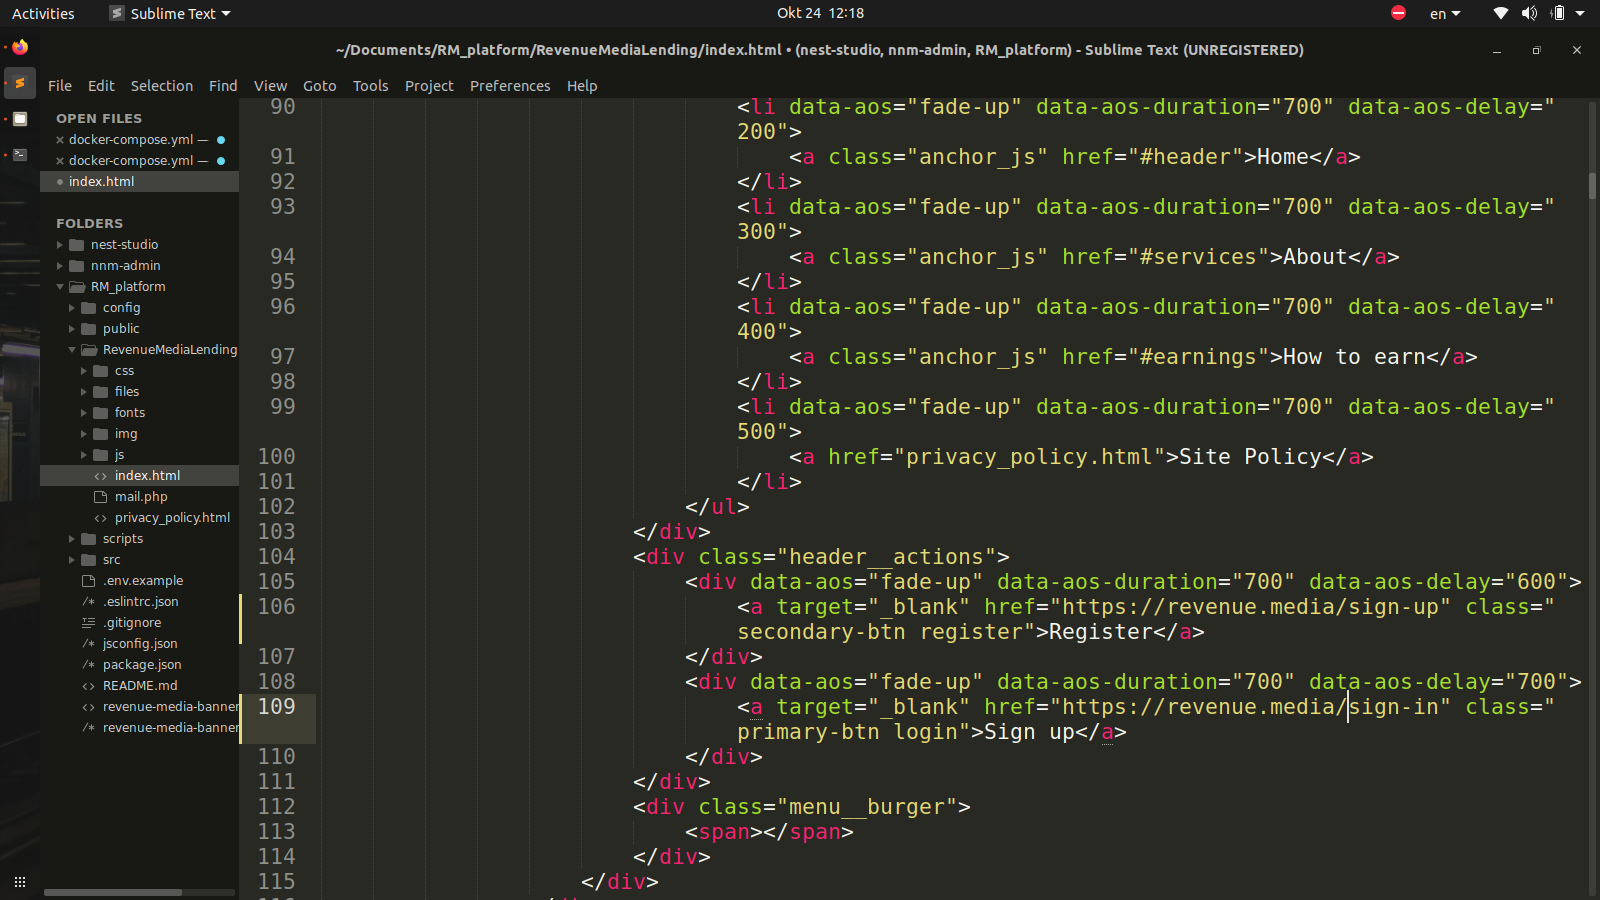 Activities
Sublime Text
Okt 24 12:18
en
~/Documents/RM_platform/RevenueMediaLending/index.html • (nest-studio, nnm-admin, RM_platform) - Sublime Text (UNREGISTERED)
File Edit Selection Find View Goto Tools Project Preferences Help
OPEN FILES
docker-compose.yml —
docker-compose.yml —
index.html
FOLDERS
nest-studio
nnm-admin
RM_platform
config
public
RevenueMediaLending
css
files
fonts
img
js
<> index.html
mail.php
<> privacy_policy.html
scripts
src
.env.example
/* .eslintrc.json
.gitignore
/* jsconfig.json
/* package.json
<> README.md
<> revenue-media-banner
/* revenue-media-banner
90 <li data-aos="fade-up" data-aos-duration="700" data-aos-delay="
200">
91 <a class="anchor_js" href="#header">Home</a>
92 </li>
93 <li data-aos="fade-up" data-aos-duration="700" data-aos-delay="
300">
94 <a class="anchor_js" href="#services">About</a>
95 </li>
96 <li data-aos="fade-up" data-aos-duration="700" data-aos-delay="
400">
97 <a class="anchor_js" href="#earnings">How to earn</a>
98 </li>
99 <li data-aos="fade-up" data-aos-duration="700" data-aos-delay="
500">
100 <a href="privacy_policy.html">Site Policy</a>
101 </li>
102 </ul>
103 </div>
104 <div class="header__actions">
105 <div data-aos="fade-up" data-aos-duration="700" data-aos-delay="600">
106 <a target="_blank" href="https://revenue.media/sign-up" class="
secondary-btn register">Register</a>
107 </div>
108 <div data-aos="fade-up" data-aos-duration="700" data-aos-delay="700">
109 <a target="_blank" href="https://revenue.media/sign-in" class="
primary-btn login">Sign up</a>
110 </div>
111 </div>
112 <div class="menu__burger">
113 <span></span>
114 </div>
115 </div>